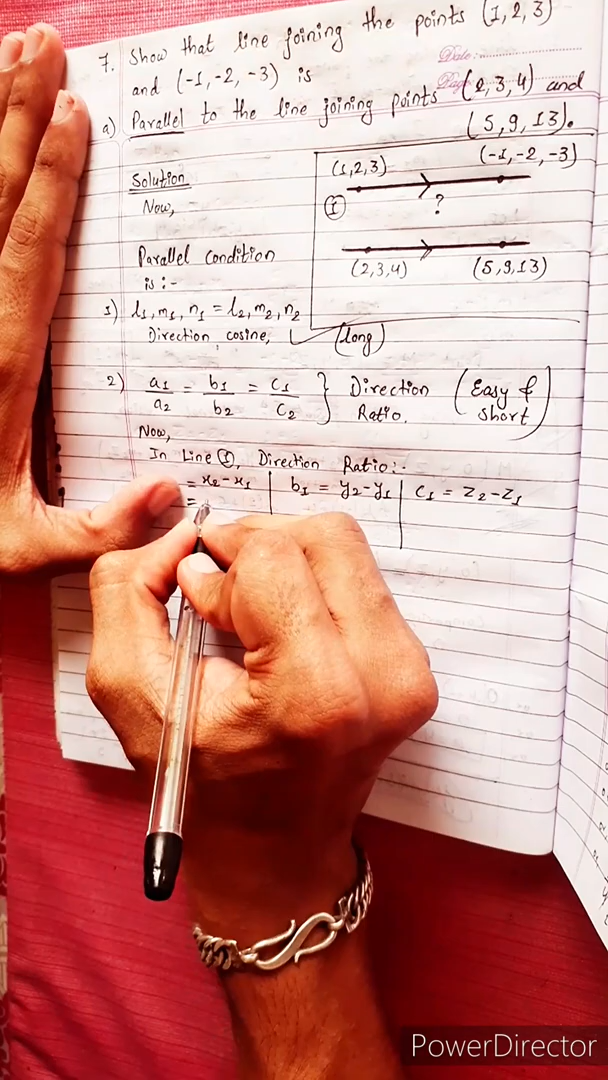 7. Show that line joining the points (1,2,3)
and (-1,-2,-3) is
Date:
Page
a) Parallel to the line joining points (2,3,4) and
(5,9,13).
Solution
Now,
(1,2,3) (-1,-2,-3)
I ?
(2,3,4) (5,9,13)
Parallel condition
is :-
1) l1, m1, n1 = l2, m2, n2
Direction cosine, (long)
2) a1/a2 = b1/b2 = c1/c2 } Direction Ratio. (Easy & short)
Now,
In Line I, Direction Ratio:-
= x2-x1 | b1 = y2-y1 | c1 = z2-z1
=
PowerDirector